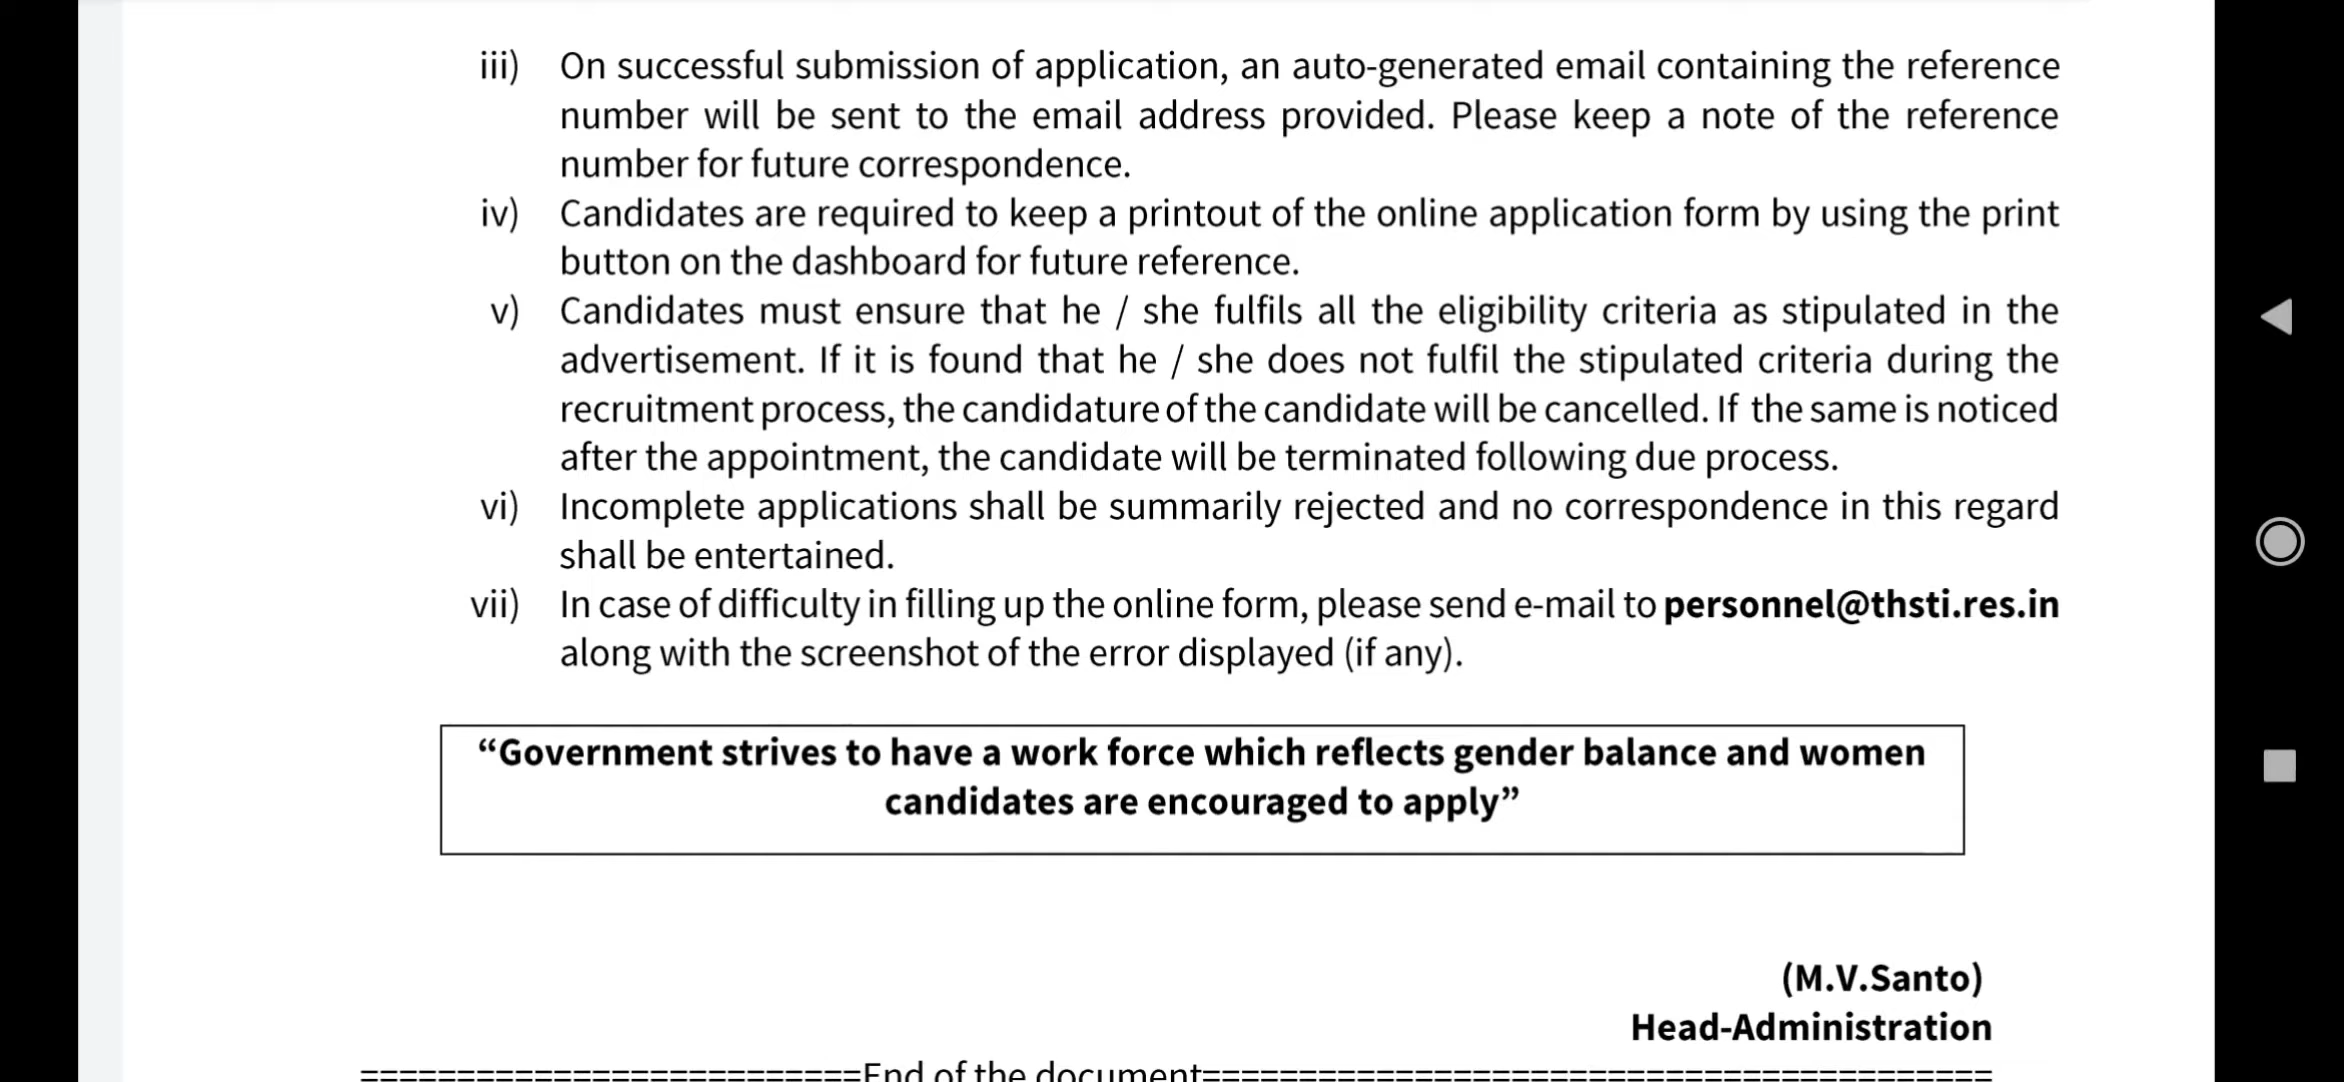 iii) On successful submission of application, an auto-generated email containing the reference
number will be sent to the email address provided. Please keep a note of the reference
number for future correspondence.
iv) Candidates are required to keep a printout of the online application form by using the print
button on the dashboard for future reference.
v) Candidates must ensure that he / she fulfils all the eligibility criteria as stipulated in the
advertisement. If it is found that he / she does not fulfil the stipulated criteria during the
recruitment process, the candidature of the candidate will be cancelled. If the same is noticed
after the appointment, the candidate will be terminated following due process.
vi) Incomplete applications shall be summarily rejected and no correspondence in this regard
shall be entertained.
vii) In case of difficulty in filling up the online form, please send e-mail to personnel@thsti.res.in
along with the screenshot of the error displayed (if any).
“Government strives to have a work force which reflects gender balance and women
candidates are encouraged to apply”
(M.V.Santo)
Head-Administration
==========================End of the document=========================================